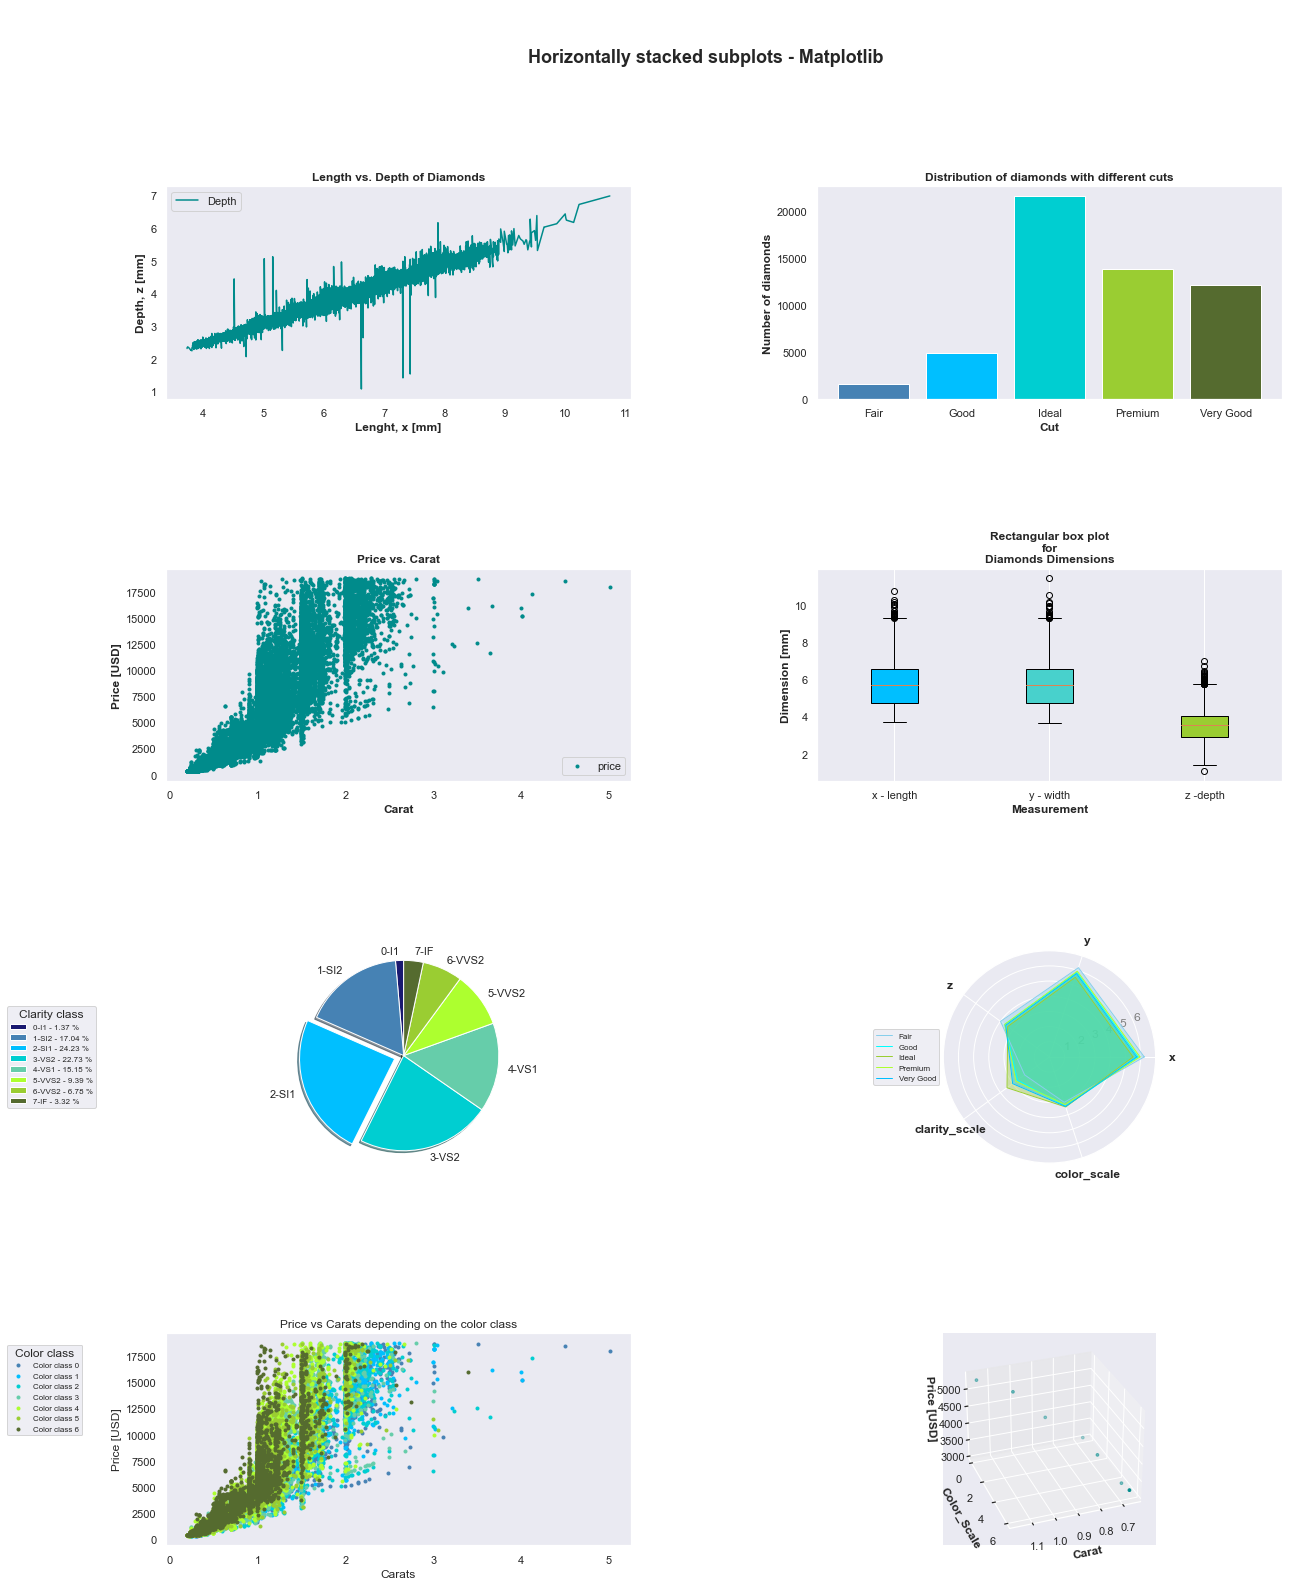 Horizontally stacked subplots - Matplotlib
Length vs. Depth of Diamonds
Depth
7
6
5
4
3
2
1
Depth, z [mm]
4 5 6 7 8 9 10 11
Lenght, x [mm]
Distribution of diamonds with different cuts
20000
15000
10000
5000
0
Number of diamonds
Fair Good Ideal Premium Very Good
Cut
Price vs. Carat
17500
15000
12500
10000
7500
5000
2500
0
Price [USD]
price
0 1 2 3 4 5
Carat
Rectangular box plot
for
Diamonds Dimensions
10
8
6
4
2
Dimension [mm]
x - length y - width z -depth
Measurement
Clarity class
0-I1 - 1.37 %
1-SI2 - 17.04 %
2-SI1 - 24.23 %
3-VS2 - 22.73 %
4-VS1 - 15.15 %
5-VVS2 - 9.39 %
6-VVS2 - 6.78 %
7-IF - 3.32 %
0-I1
7-IF
6-VVS2
1-SI2
5-VVS2
4-VS1
2-SI1
3-VS2
Fair
Good
Ideal
Premium
Very Good
y
z
5 6
x
clarity_scale
color_scale
Color class
Color class 0
Color class 1
Color class 2
Color class 3
Color class 4
Color class 5
Color class 6
Price vs Carats depending on the color class
17500
15000
12500
10000
7500
5000
2500
0
Price [USD]
0 1 2 3 4 5
Carats
Price [USD]
5000
4500
4000
3500
3000
0
2
4
6
Color_Scale
1.1 1.0 0.9 0.8 0.7
Carat